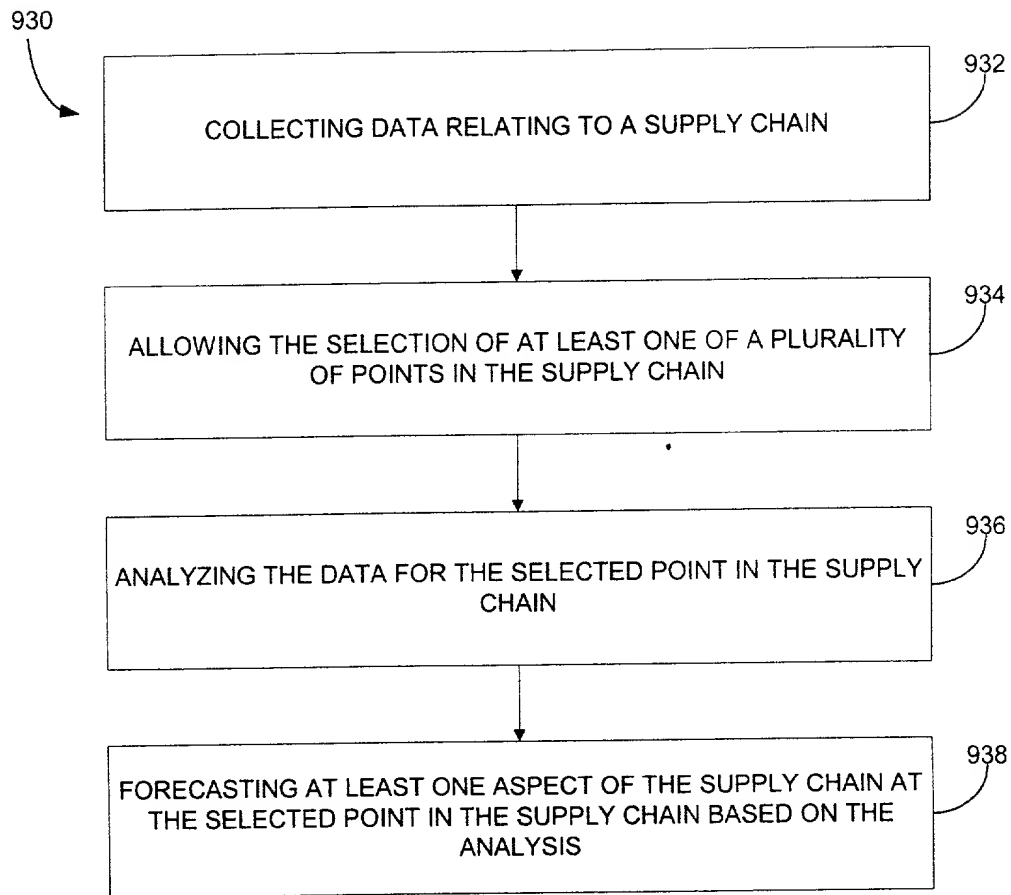 930
932
COLLECTING DATA RELATING TO A SUPPLY CHAIN
934
ALLOWING THE SELECTION OF AT LEAST ONE OF A PLURALITY
OF POINTS IN THE SUPPLY CHAIN
936
ANALYZING THE DATA FOR THE SELECTED POINT IN THE SUPPLY
CHAIN
938
FORECASTING AT LEAST ONE ASPECT OF THE SUPPLY CHAIN AT
THE SELECTED POINT IN THE SUPPLY CHAIN BASED ON THE
ANALYSIS